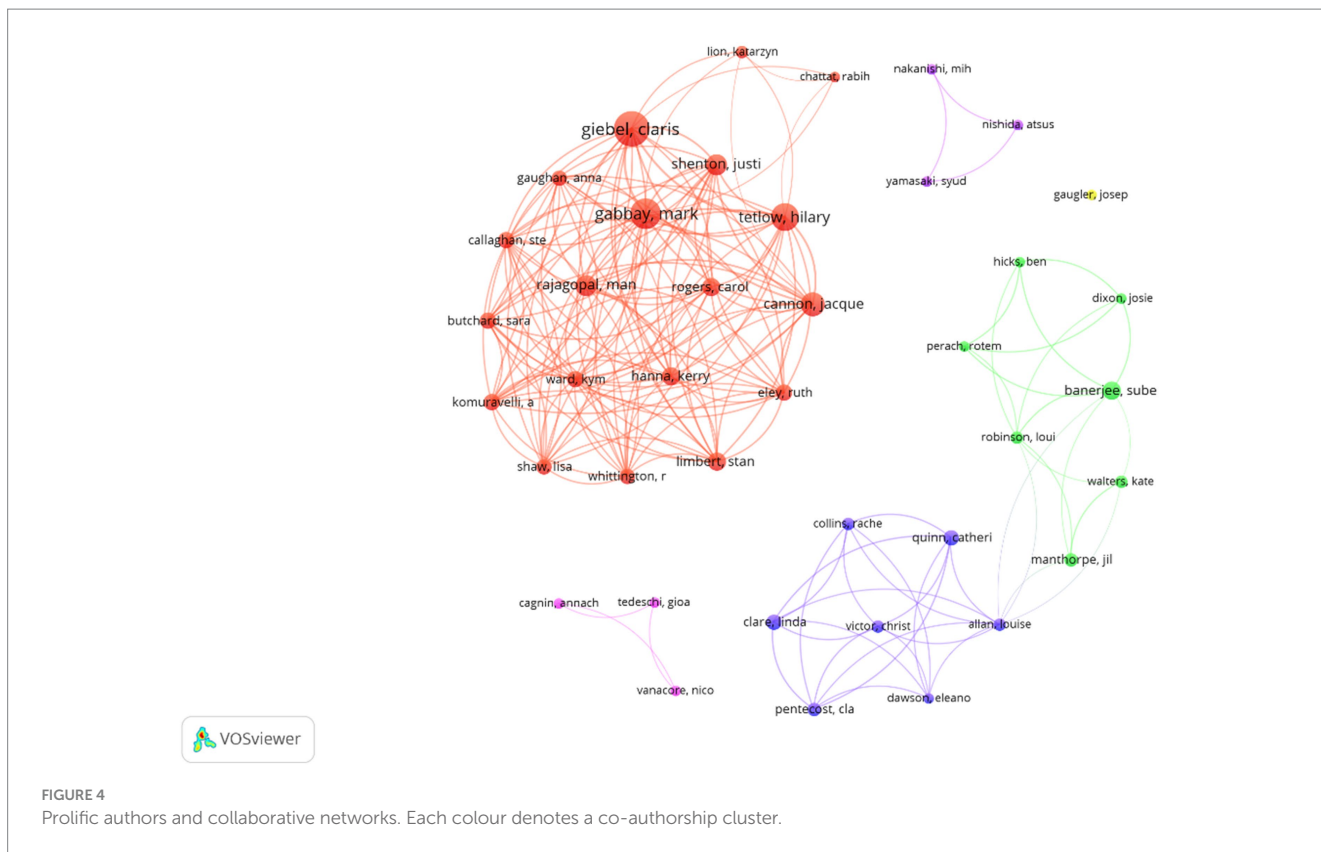 lion, katarzyn
chattat, rabih
nakanishi, mih
giebel, claris
nishida, atsus
shenton, justi
gaughan, anna
yamasaki, syud
gaugler, josep
gabbay, mark
tetlow, hilary
callaghan, ste
hicks, ben
rajagopal, man
rogers, carol
dixon, josie
cannon, jacque
butchard, sara
perach, rotem
ward, kym
hanna, kerry
banerjee, sube
eley, ruth
komuravelli, a
robinson, loui
shaw, lisa
whittington, r
limbert, stan
walters, kate
collins, rache
quinn, catheri
manthorpe, jil
cagnin, annach
tedeschi, gioa
clare, linda
victor, christ
allan, louise
vanacore, nico
dawson, eleano
pentecost, cla
VOSviewer
FIGURE 4
Prolific authors and collaborative networks. Each colour denotes a co-authorship cluster.